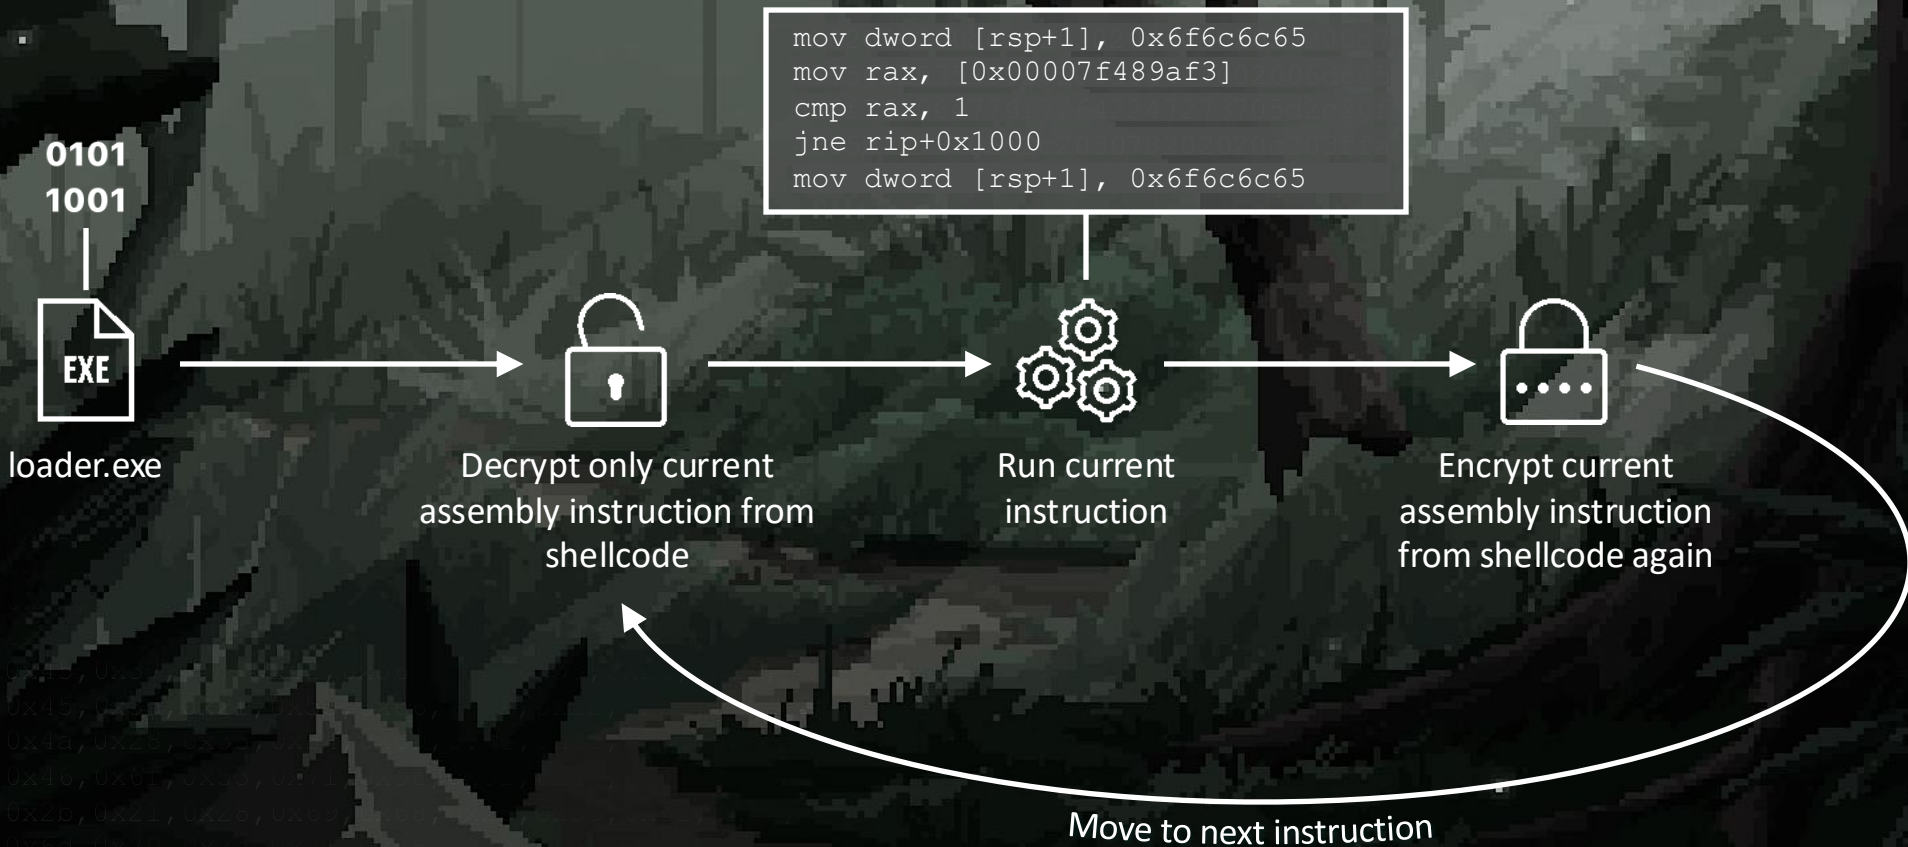 mov dword [rsp+1], 0x6f6c6c65
mov rax, [0x00007f489af3]
cmp rax, 1
jne rip+0x1000
mov dword [rsp+1], 0x6f6c6c65
0101
1001
EXE
loader.exe
Decrypt only current
assembly instruction from
shellcode
Run current
instruction
Encrypt current
assembly instruction
from shellcode again
Move to next instruction